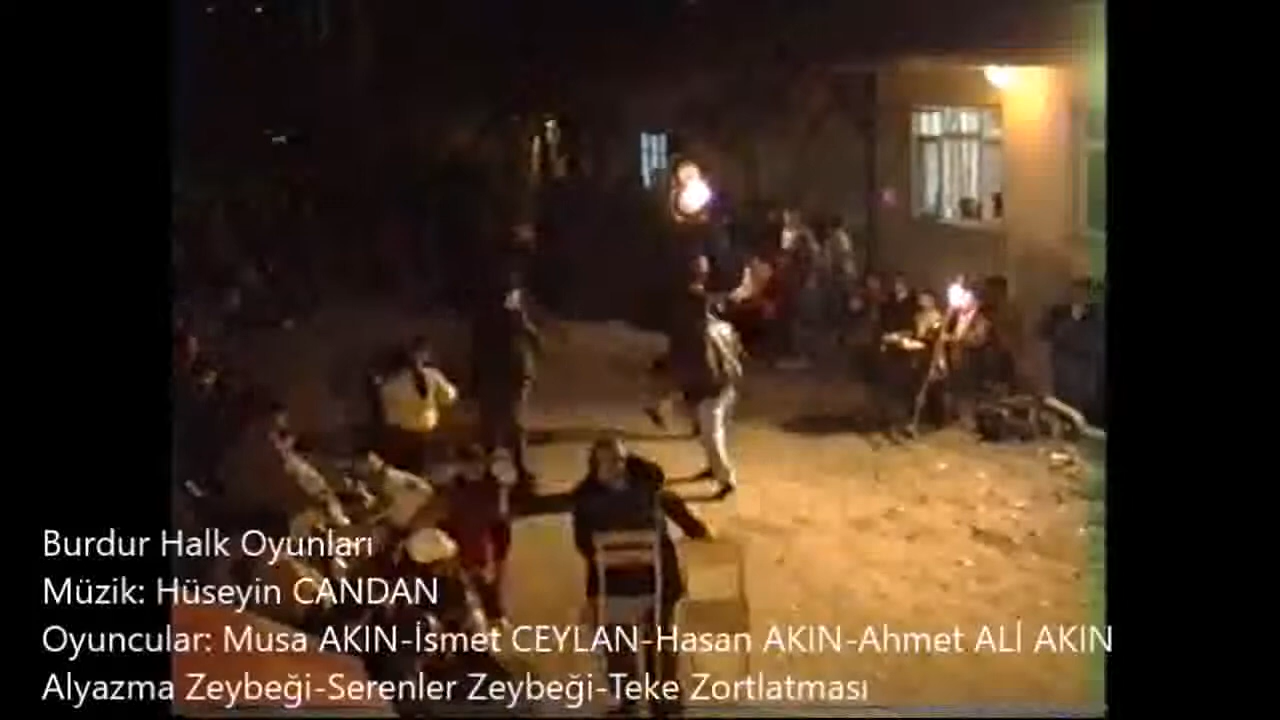 Burdur Halk Oyunları
Müzik: Hüseyin CANDAN
Oyuncular: Musa AKIN-İsmet CEYLAN-Hasan AKIN-Ahmet ALİ AKIN
Alyazma Zeybeği-Serenler Zeybeği-Teke Zortlatması